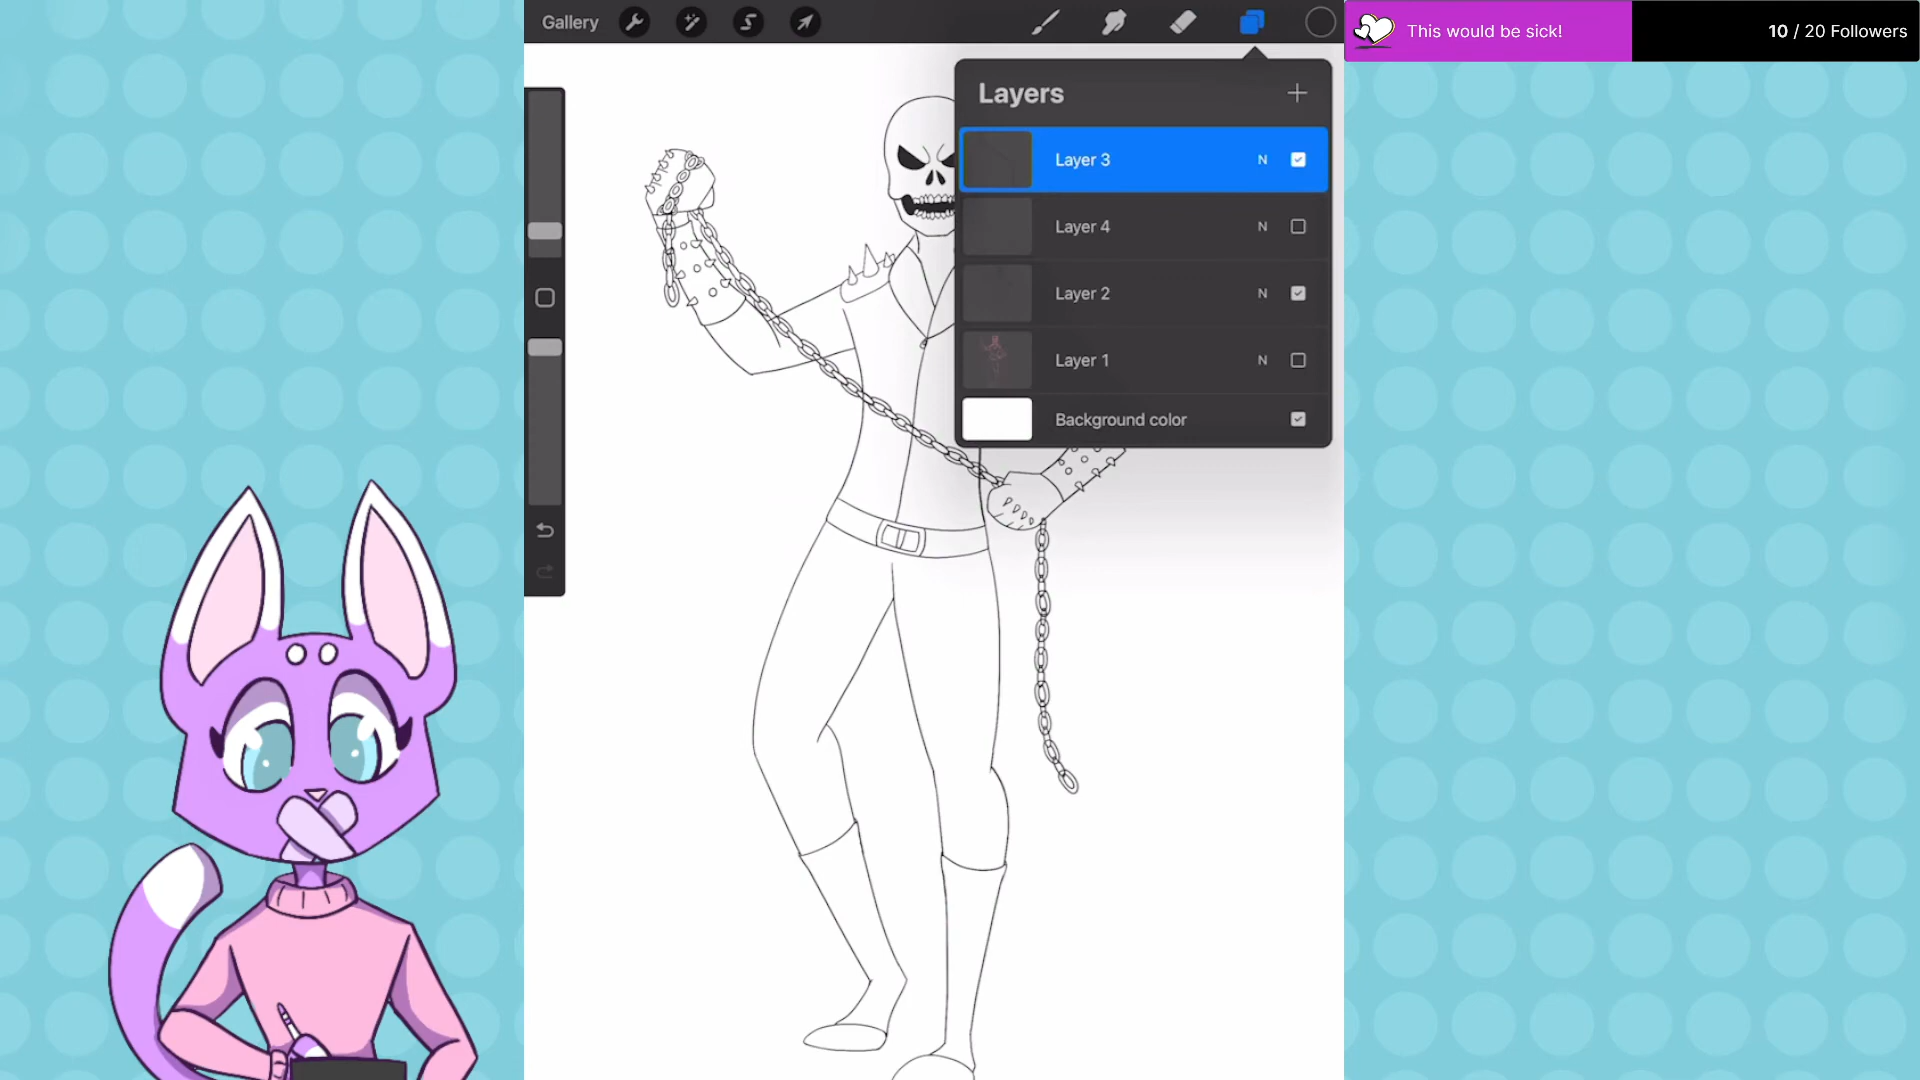 Gallery
This would be sick!
10 / 20 Followers
Layers
Layer 3 N
Layer 4 N
Layer 2 N
Layer 1 N
Background color